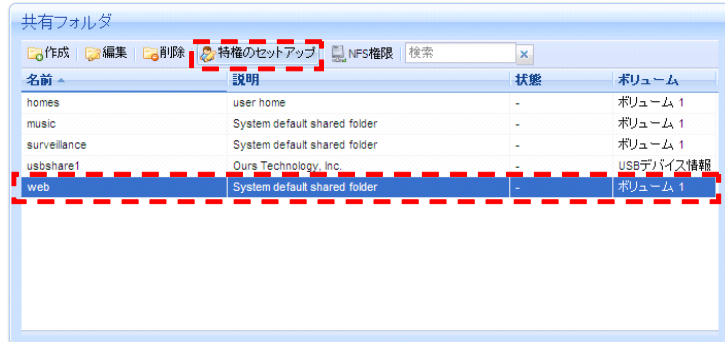 共有フォルダ
作成 編集 削除 特権のセットアップ NFS権限 検索
名前 説明 状態 ボリューム
homes user home - ボリューム 1
music System default shared folder - ボリューム 1
surveillance System default shared folder - ボリューム 1
usbshare1 Ours Technology, Inc. - USBデバイス情報
web System default shared folder - ボリューム 1